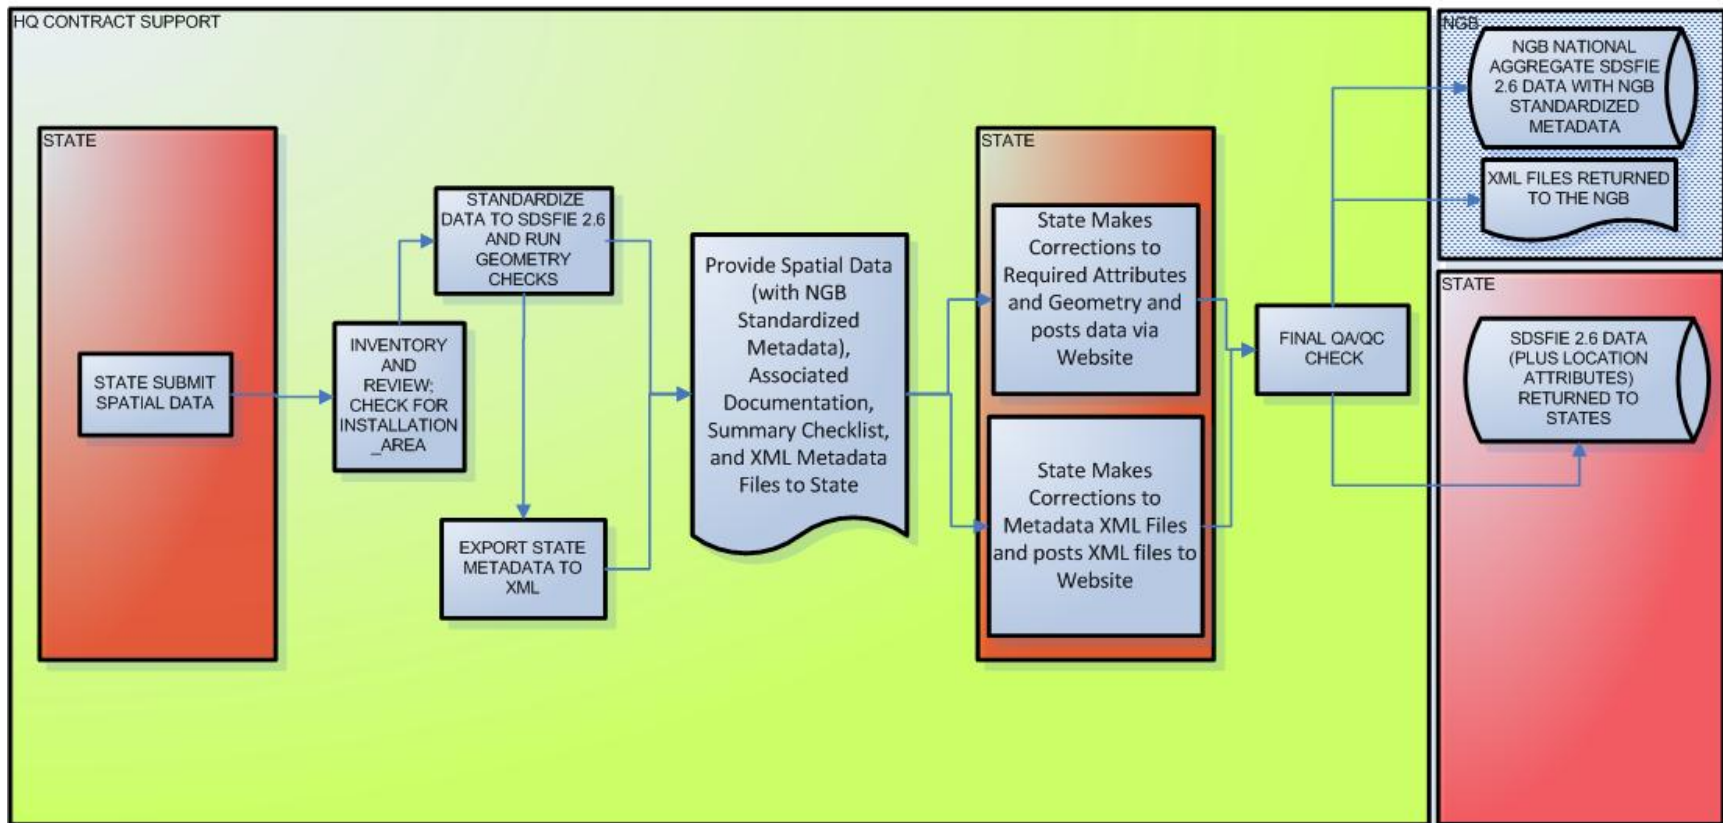 HQ CONTRACT SUPPORT
STATE
STATE SUBMIT
SPATIAL DATA
INVENTORY
AND
REVIEW;
CHECK FOR
INSTALLATION
_AREA
STANDARDIZE
DATA TO SDSFIE 2.6
AND RUN
GEOMETRY
CHECKS
EXPORT STATE
METADATA TO
XML
Provide Spatial Data
(with NGB
Standardized
Metadata),
Associated
Documentation,
Summary Checklist,
and XML Metadata
Files to State
STATE
State Makes
Corrections to
Required Attributes
and Geometry and
posts data via
Website
State Makes
Corrections to
Metadata XML Files
and posts XML files to
Website
FINAL QA/QC
CHECK
NGB
NGB NATIONAL
AGGREGATE SDSFIE
2.6 DATA WITH NGB
STANDARDIZED
METADATA
XML FILES RETURNED
TO THE NGB
STATE
SDSFIE 2.6 DATA
(PLUS LOCATION
ATTRIBUTES)
RETURNED TO
STATES